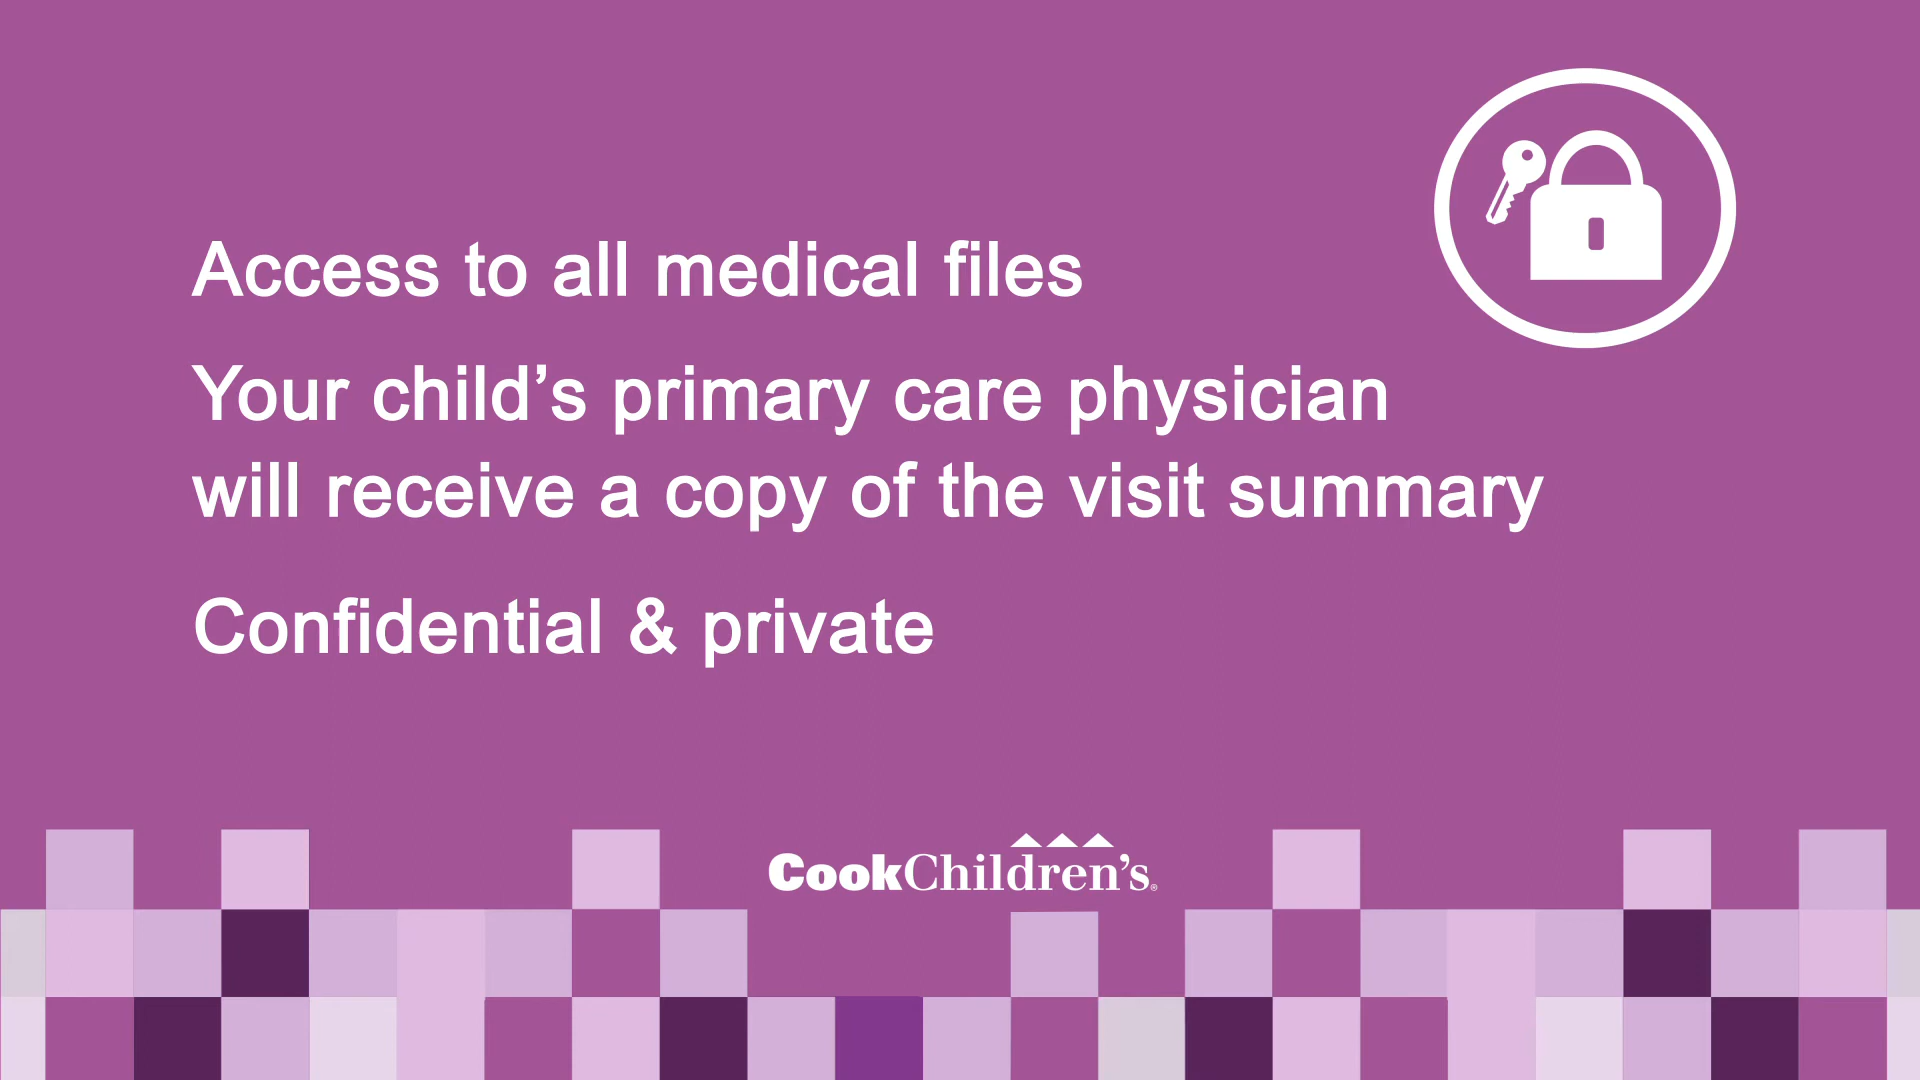 Access to all medical files
Your child’s primary care physician
will receive a copy of the visit summary
Confidential & private
CookChildren’s®